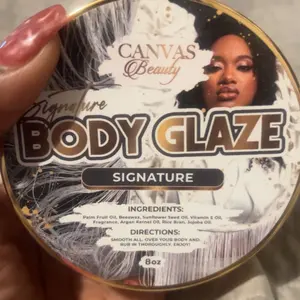 CANVAS
Beauty
Signature
BODY GLAZE
SIGNATURE
INGREDIENTS:
Palm Fruit Oil, Beeswax, Sunflower Seed Oil, Vitamin E Oil,
Fragrance, Argan Kernel Oil, Rice Bran, Jojoba Oil.
DIRECTIONS:
SMOOTH ALL OVER YOUR BODY AND
RUB IN THOROUGHLY. ENJOY!
8oz